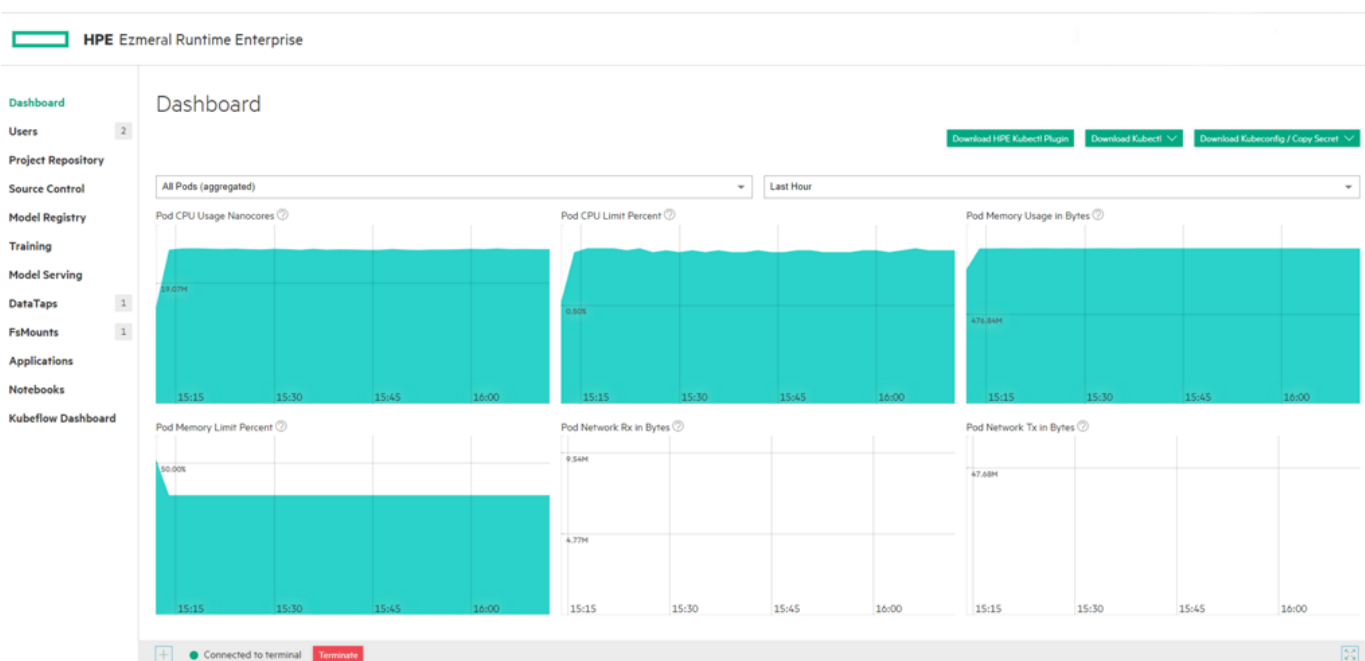 HPE Ezmeral Runtime Enterprise
Dashboard
Users 2
Project Repository
Source Control
Model Registry
Training
Model Serving
DataTaps 1
FsMounts 1
Applications
Notebooks
Kubeflow Dashboard
Dashboard
Download HPE Kubectl Plugin Download Kubectl Download Kubeconfig / Copy Secret
All Pods (aggregated) Last Hour
Pod CPU Usage Nanocores
19.07M
15:15 15:30 15:45 16:00
Pod CPU Limit Percent
0.50%
15:15 15:30 15:45 16:00
Pod Memory Usage in Bytes
476.84M
15:15 15:30 15:45 16:00
Pod Memory Limit Percent
50.00%
15:15 15:30 15:45 16:00
Pod Network Rx in Bytes
9.54M
4.77M
15:15 15:30 15:45 16:00
Pod Network Tx in Bytes
47.68M
15:15 15:30 15:45 16:00
Connected to terminal Terminate